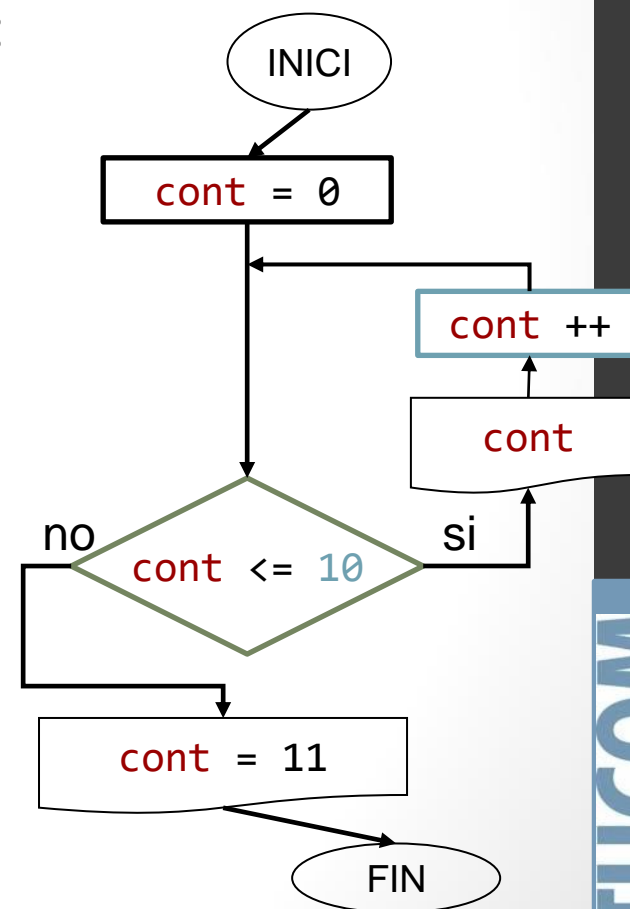 INICI
cont = 0
cont ++
cont
no
si
cont <= 10
cont = 11
FIN